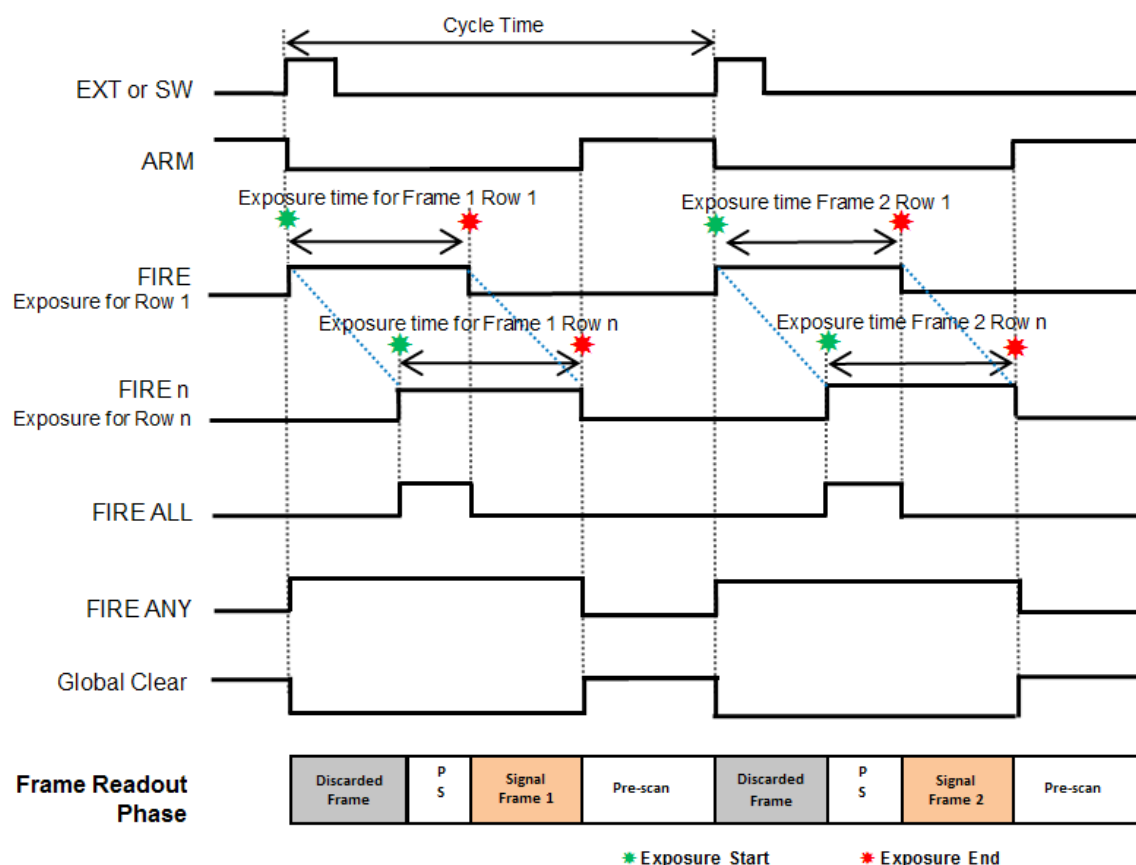 Cycle Time
EXT or SW
ARM
Exposure time for Frame 1 Row 1
Exposure time Frame 2 Row 1
FIRE
Exposure for Row 1
Exposure time for Frame 1 Row n
Exposure time Frame 2 Row n
FIRE n
Exposure for Row n
FIRE ALL
FIRE ANY
Global Clear
Frame Readout
Phase
Discarded
Frame
P
S
Signal
Frame 1
Pre-scan
Discarded
Frame
P
S
Signal
Frame 2
Pre-scan
Exposure Start
Exposure End